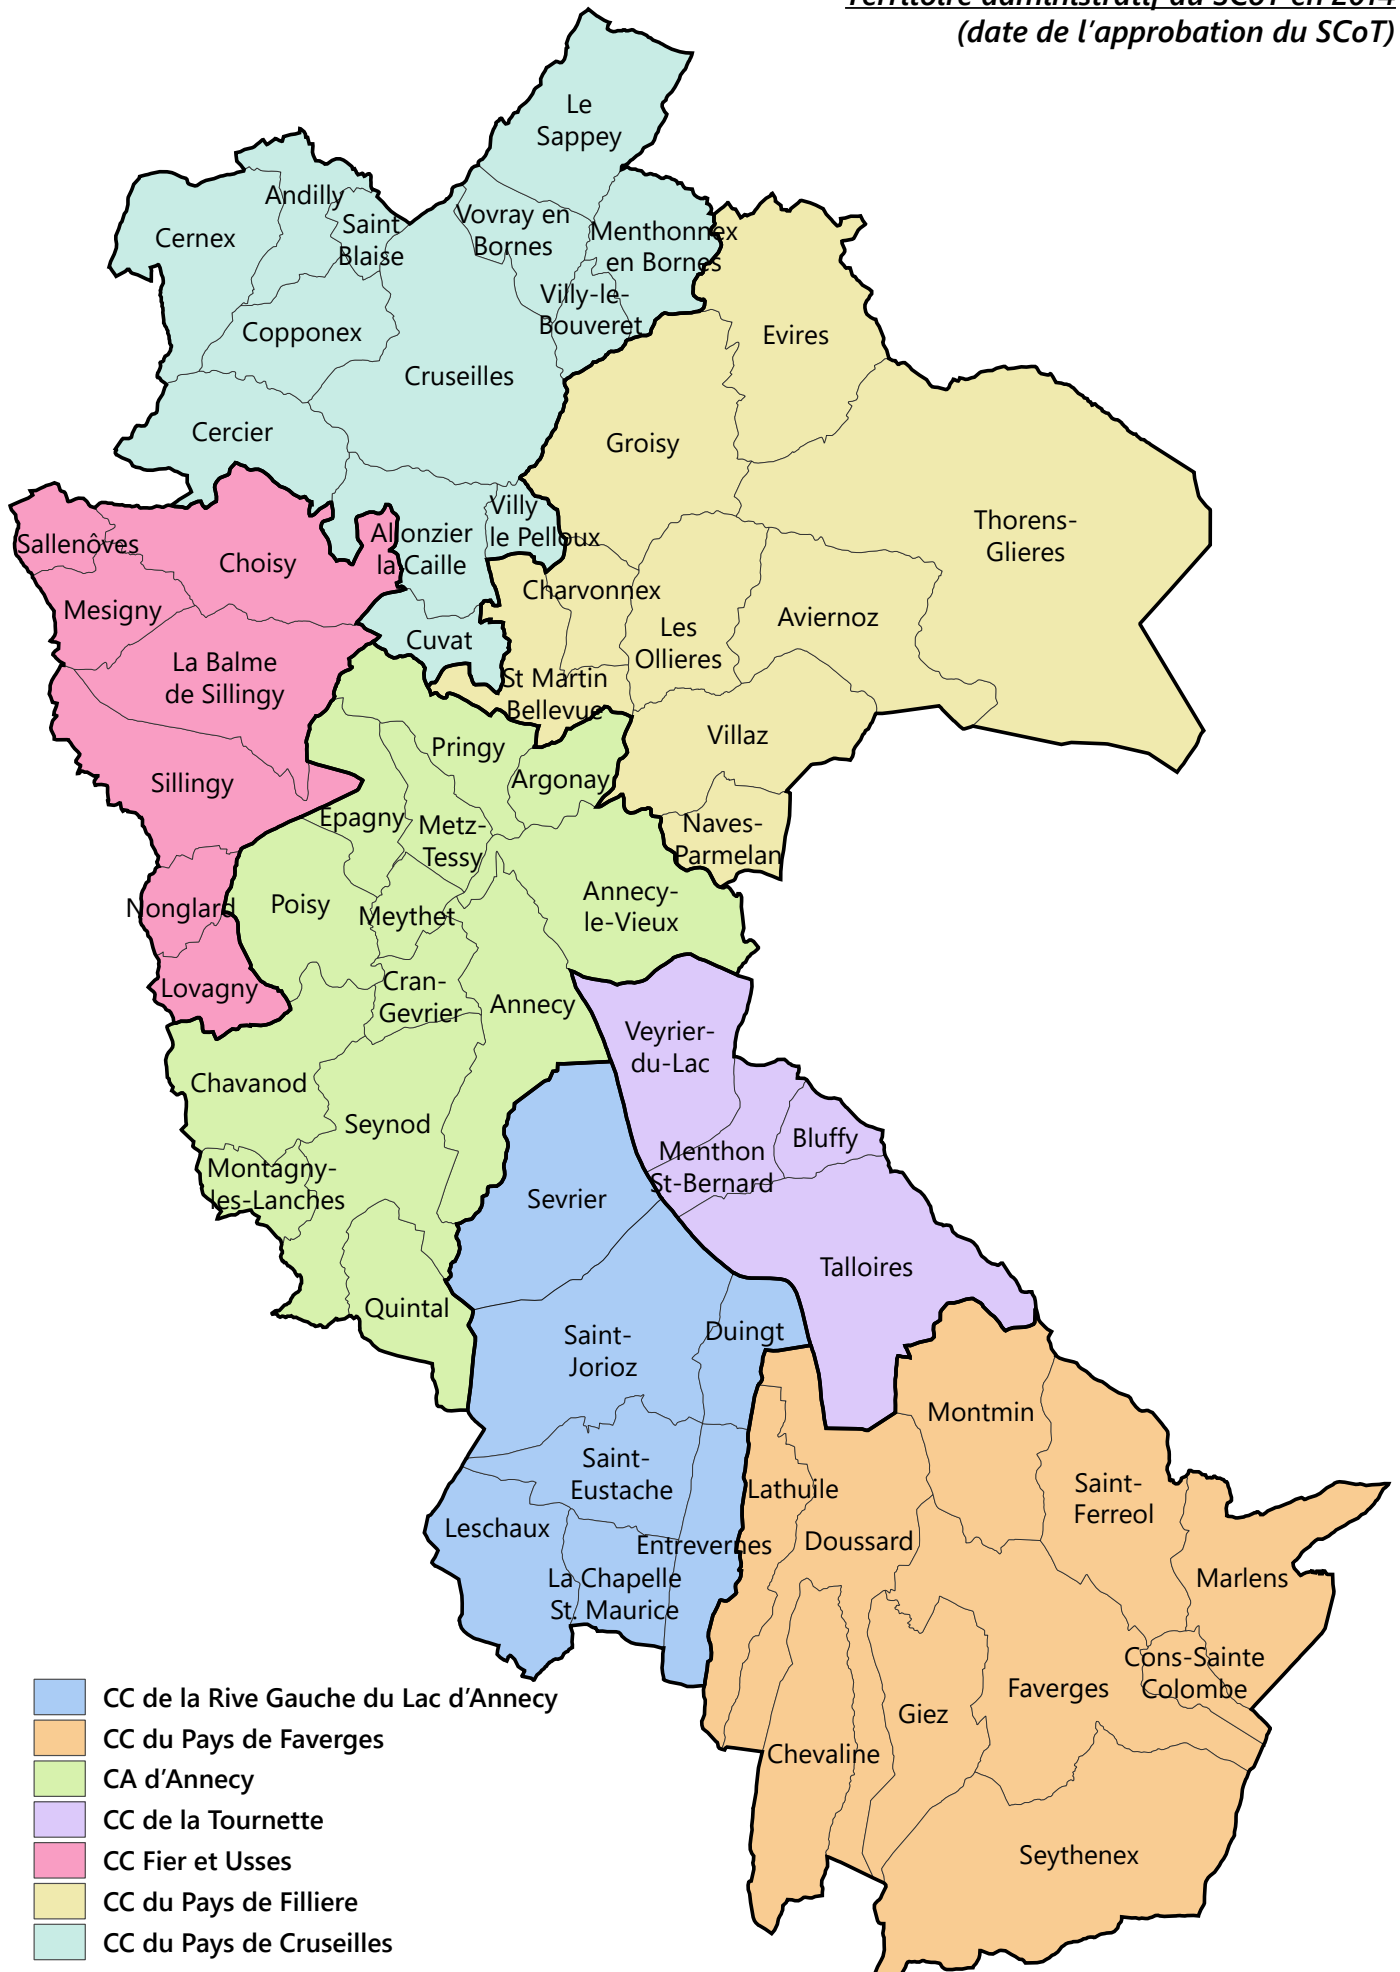 Territoire administratif du SCoT en 2014
(date de l'approbation du SCoT)
Le
Sappey
Andilly
Saint
Blaise
Cernex
Vovray en
Bornes
Menthonnex
en Bornes
Villy-le-
Bouveret
Copponex
Evires
Cruseilles
Cercier
Groisy
Villy
le Pelloux
Thorens-
Glieres
Allonzier
la Caille
Sallenôves
Choisy
Charvonnex
Mesigny
Aviernoz
Les
Ollieres
Cuvat
La Balme
de Sillingy
St Martin
Bellevue
Villaz
Pringy
Argonay
Sillingy
Epagny
Metz-
Tessy
Naves-
Parmelan
Annecy-
le-Vieux
Nonglard
Poisy
Meythet
Lovagny
Cran-
Gevrier
Annecy
Veyrier-
du-Lac
Chavanod
Seynod
Menthon
St-Bernard
Bluffy
Montagny-
les-Lanches
Sevrier
Talloires
Quintal
Saint-
Jorioz
Duingt
Montmin
Saint-
Eustache
Lathuile
Saint-
Ferreol
Leschaux
Entrevernes
Doussard
La Chapelle
St. Maurice
Marlens
Cons-Sainte
Colombe
Faverges
Giez
Chevaline
Seythenex
CC de la Rive Gauche du Lac d'Annecy
CC du Pays de Faverges
CA d'Annecy
CC de la Tournette
CC Fier et Usses
CC du Pays de Filliere
CC du Pays de Cruseilles